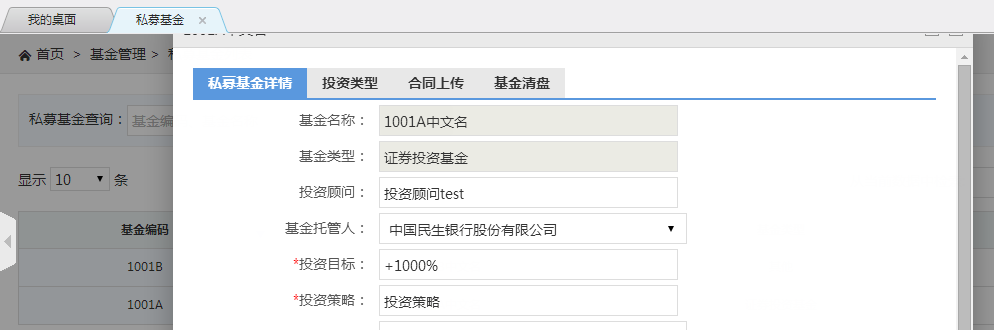 我的桌面
私募基金
首页 > 基金管理 >
私募基金详情 投资类型 合同上传 基金清盘
私募基金查询： 基金编
基金名称： 1001A中文名
基金类型： 证券投资基金
显示 10 条
投资顾问： 投资顾问test
基金托管人： 中国民生银行股份有限公司
基金编码
*投资目标： +1000%
1001B
*投资策略： 投资策略
1001A